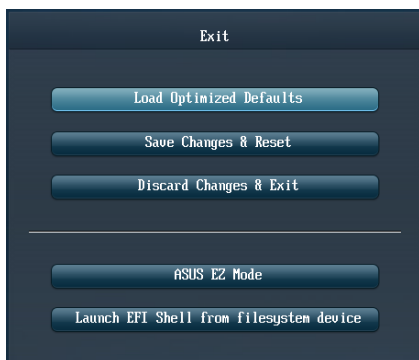 Exit
Load Optimized Defaults
Save Changes & Reset
Discard Changes & Exit
ASUS EZ Mode
Launch EFI Shell from filesystem device